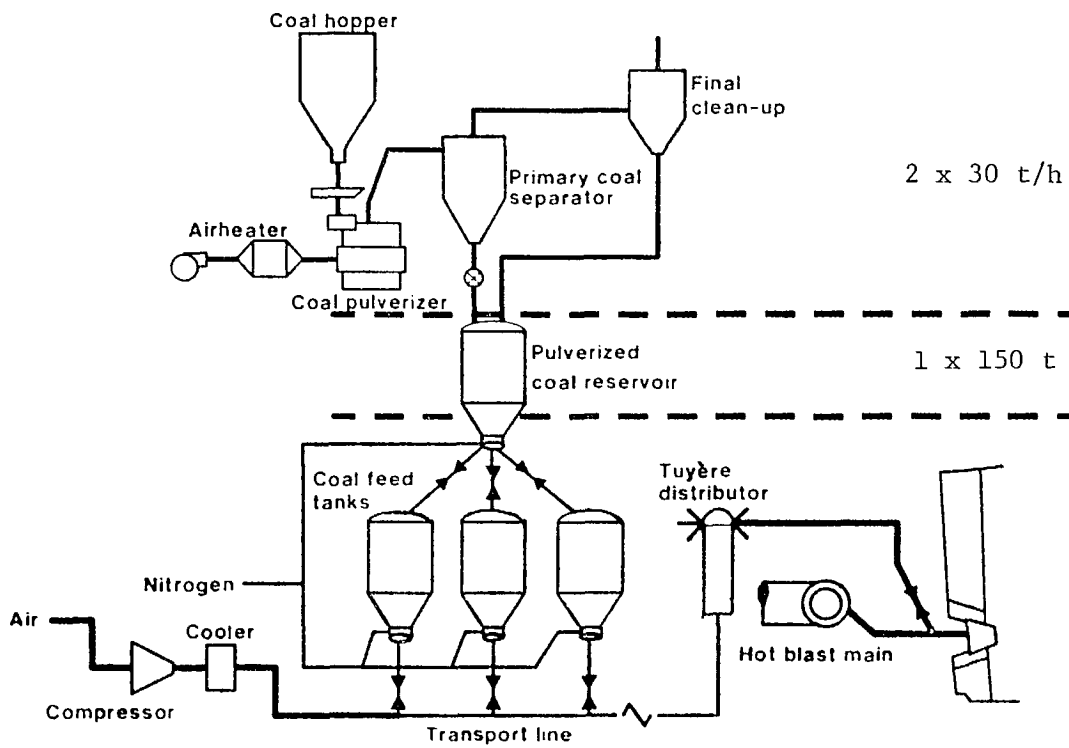 Coal hopper
Final
clean-up
Primary coal
separator
2 x 30 t/h
Airheater
Coal pulverizer
Pulverized
coal reservoir
1 x 150 t
Coal feed
tanks
Tuyère
distributor
Nitrogen
Air
Cooler
Hot blast main
Compressor
Transport line